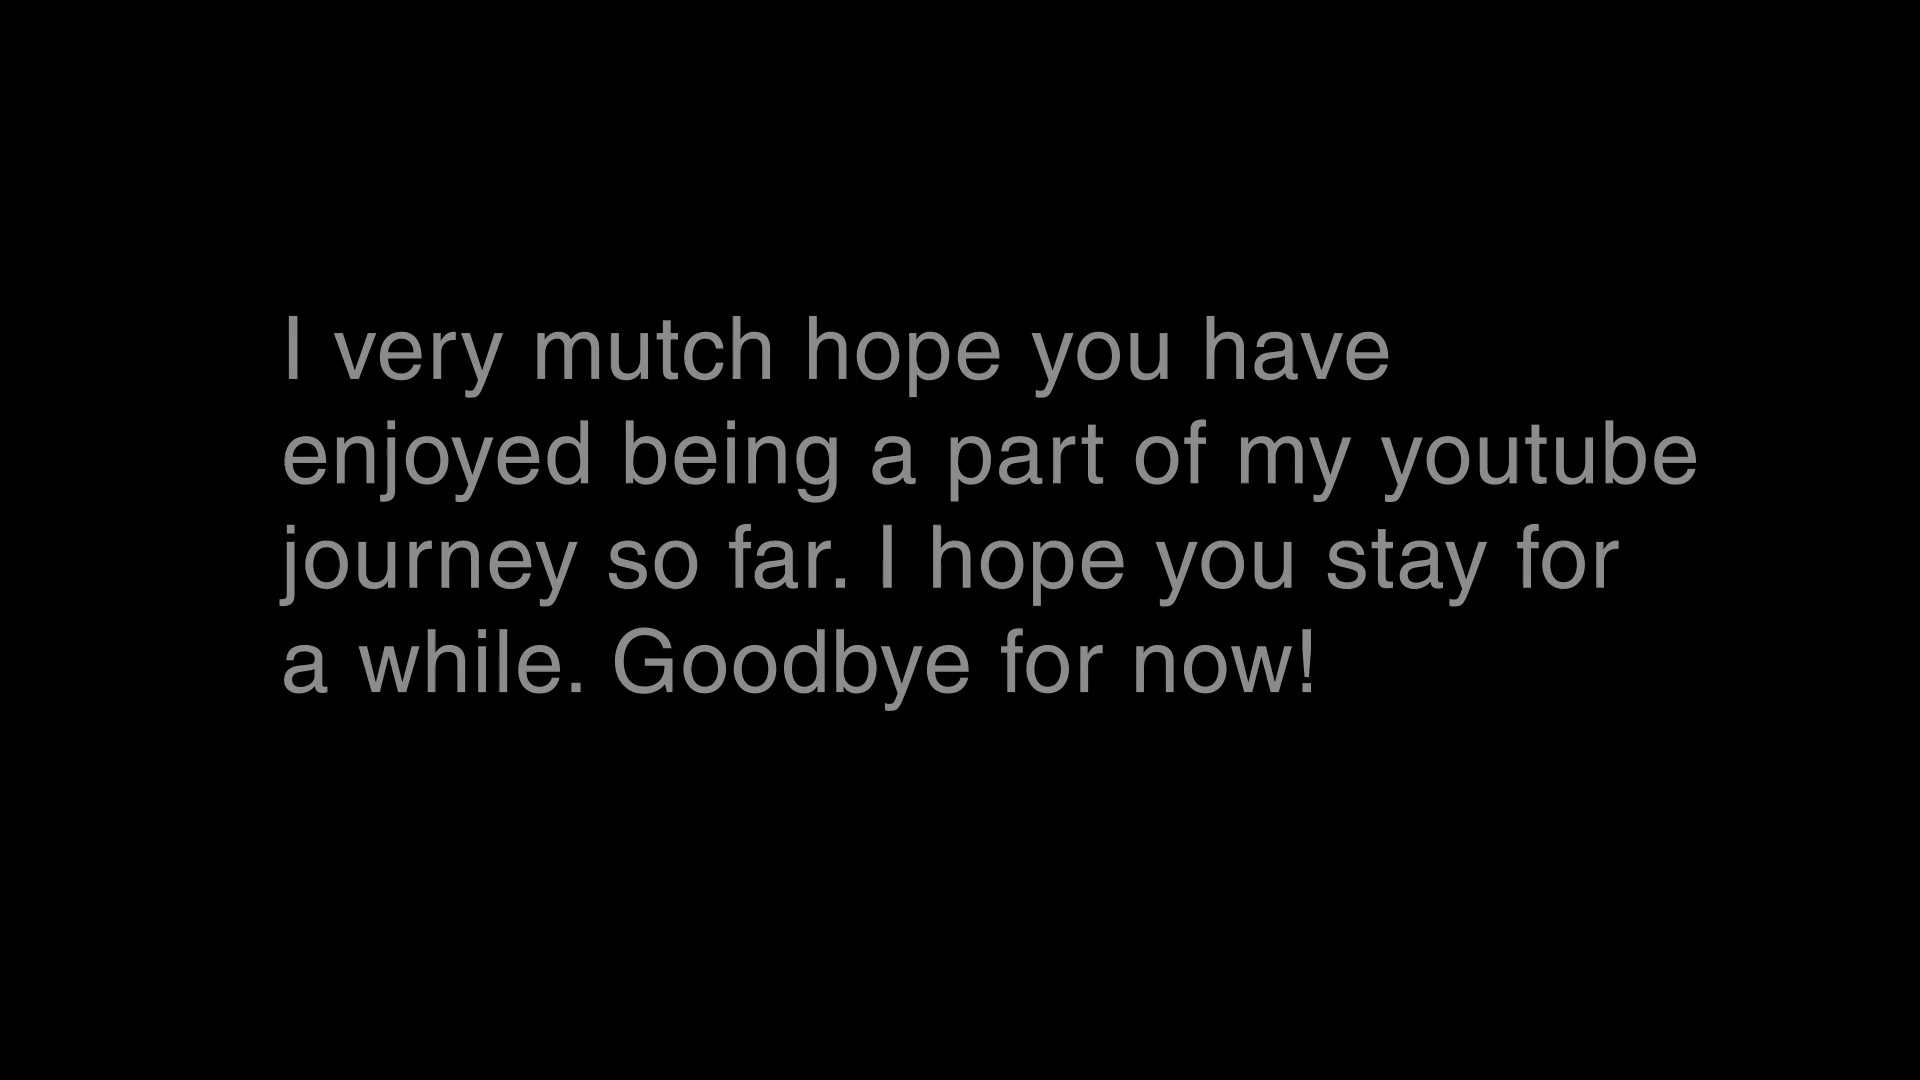 I very mutch hope you have
enjoyed being a part of my youtube
journey so far. I hope you stay for
a while. Goodbye for now!